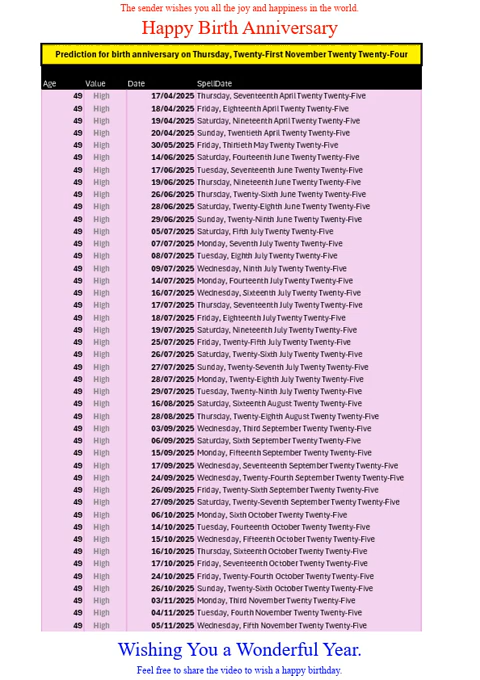 The sender wishes you all the joy and happiness in the world.
Happy Birth Anniversary
Prediction for birth anniversary on Thursday, Twenty-First November Twenty Twenty-Four
Age Value Date SpellDate
49 High 17/04/2025 Thursday, Seventeenth April Twenty Twenty-Five
49 High 18/04/2025 Friday, Eighteenth April Twenty Twenty-Five
49 High 19/04/2025 Saturday, Nineteenth April Twenty Twenty-Five
49 High 20/04/2025 Sunday, Twentieth April Twenty Twenty-Five
49 High 30/05/2025 Friday, Thirtieth May Twenty Twenty-Five
49 High 14/06/2025 Saturday, Fourteenth June Twenty Twenty-Five
49 High 17/06/2025 Tuesday, Seventeenth June Twenty Twenty-Five
49 High 19/06/2025 Thursday, Nineteenth June Twenty Twenty-Five
49 High 26/06/2025 Thursday, Twenty-Sixth June Twenty Twenty-Five
49 High 28/06/2025 Saturday, Twenty-Eighth June Twenty Twenty-Five
49 High 29/06/2025 Sunday, Twenty-Ninth June Twenty Twenty-Five
49 High 05/07/2025 Saturday, Fifth July Twenty Twenty-Five
49 High 07/07/2025 Monday, Seventh July Twenty Twenty-Five
49 High 08/07/2025 Tuesday, Eighth July Twenty Twenty-Five
49 High 09/07/2025 Wednesday, Ninth July Twenty Twenty-Five
49 High 14/07/2025 Monday, Fourteenth July Twenty Twenty-Five
49 High 16/07/2025 Wednesday, Sixteenth July Twenty Twenty-Five
49 High 17/07/2025 Thursday, Seventeenth July Twenty Twenty-Five
49 High 18/07/2025 Friday, Eighteenth July Twenty Twenty-Five
49 High 19/07/2025 Saturday, Nineteenth July Twenty Twenty-Five
49 High 25/07/2025 Friday, Twenty-Fifth July Twenty Twenty-Five
49 High 26/07/2025 Saturday, Twenty-Sixth July Twenty Twenty-Five
49 High 27/07/2025 Sunday, Twenty-Seventh July Twenty Twenty-Five
49 High 28/07/2025 Monday, Twenty-Eighth July Twenty Twenty-Five
49 High 29/07/2025 Tuesday, Twenty-Ninth July Twenty Twenty-Five
49 High 16/08/2025 Saturday, Sixteenth August Twenty Twenty-Five
49 High 28/08/2025 Thursday, Twenty-Eighth August Twenty Twenty-Five
49 High 03/09/2025 Wednesday, Third September Twenty Twenty-Five
49 High 06/09/2025 Saturday, Sixth September Twenty Twenty-Five
49 High 15/09/2025 Monday, Fifteenth September Twenty Twenty-Five
49 High 17/09/2025 Wednesday, Seventeenth September Twenty Twenty-Five
49 High 24/09/2025 Wednesday, Twenty-Fourth September Twenty Twenty-Five
49 High 26/09/2025 Friday, Twenty-Sixth September Twenty Twenty-Five
49 High 27/09/2025 Saturday, Twenty-Seventh September Twenty Twenty-Five
49 High 06/10/2025 Monday, Sixth October Twenty Twenty-Five
49 High 14/10/2025 Tuesday, Fourteenth October Twenty Twenty-Five
49 High 15/10/2025 Wednesday, Fifteenth October Twenty Twenty-Five
49 High 16/10/2025 Thursday, Sixteenth October Twenty Twenty-Five
49 High 17/10/2025 Friday, Seventeenth October Twenty Twenty-Five
49 High 24/10/2025 Friday, Twenty-Fourth October Twenty Twenty-Five
49 High 26/10/2025 Sunday, Twenty-Sixth October Twenty Twenty-Five
49 High 03/11/2025 Monday, Third November Twenty Twenty-Five
49 High 04/11/2025 Tuesday, Fourth November Twenty Twenty-Five
49 High 05/11/2025 Wednesday, Fifth November Twenty Twenty-Five
Wishing You a Wonderful Year.
Feel free to share the video to wish a happy birthday.